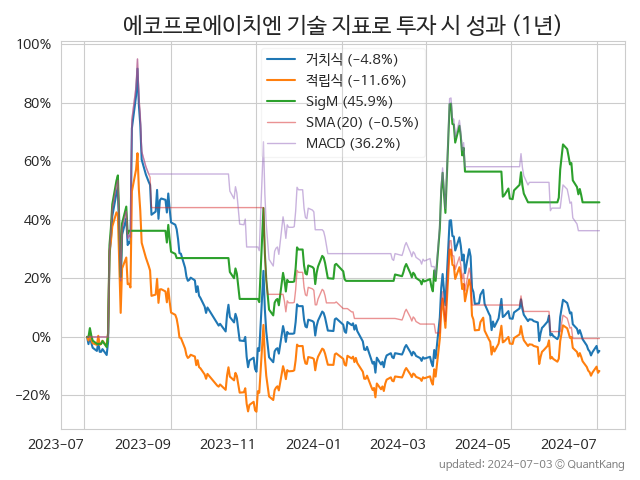 에코프로에이치엔 기술 지표로 투자 시 성과 (1년)
100%
80%
60%
40%
20%
0%
−20%
거치식 (−4.8%)
적립식 (−11.6%)
SigM (45.9%)
SMA(20) (−0.5%)
MACD (36.2%)
2023-07
2023-09
2023-11
2024-01
2024-03
2024-05
2024-07
updated: 2024-07-03 ⓒ QuantKang